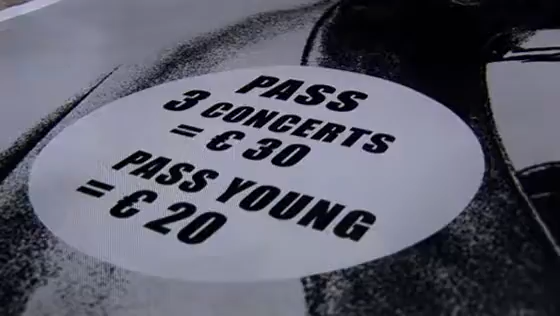 PASS
3 CONCERTS
= € 30
PASS YOUNG
= € 20